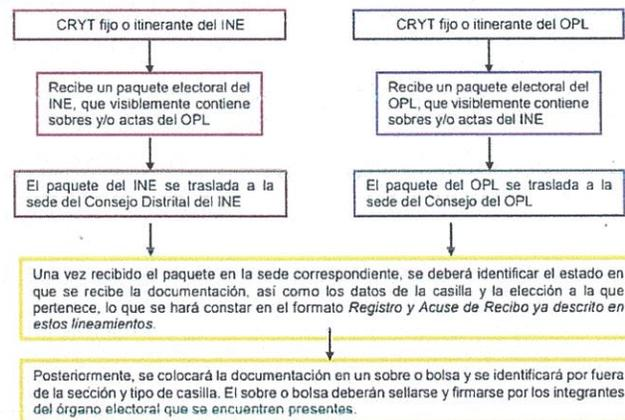 CRYT fijo o itinerante del INE
CRYT fijo o itinerante del OPL
Recibe un paquete electoral del
INE, que visiblemente contiene
sobres y/o actas del OPL
Recibe un paquete electoral del
OPL, que visiblemente contiene
sobres y/o actas del INE
El paquete del INE se traslada a la
sede del Consejo Distrital del INE
El paquete del OPL se traslada a la
sede del Consejo del OPL
Una vez recibido el paquete en la sede correspondiente, se deberá identificar el estado en
que se recibe la documentación, así como los datos de la casilla y la elección a la que
pertenece, lo que se hará constar en el formato Registro y Acuse de Recibo ya descrito en
estos lineamientos.
Posteriormente, se colocará la documentación en un sobre o bolsa y se identificará por fuera
de la sección y tipo de casilla. El sobre o bolsa deberán sellarse y firmarse por los integrantes
del órgano electoral que se encuentren presentes.